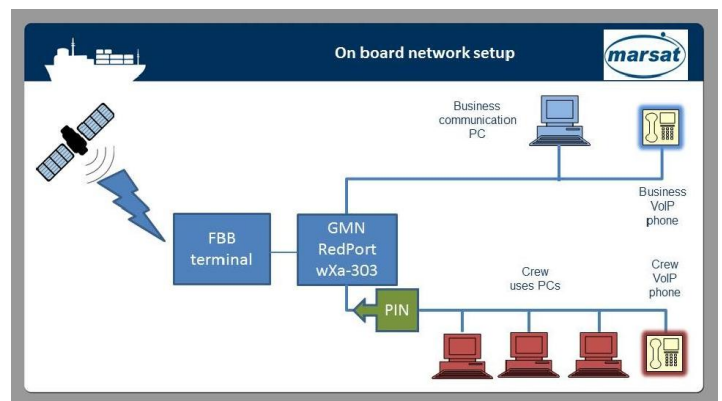 On board network setup
marsat
Business
communication
PC
Business
VoIP
phone
FBB
terminal
GMN
RedPort
wXa-303
PIN
Crew
uses PCs
Crew
VoIP
phone